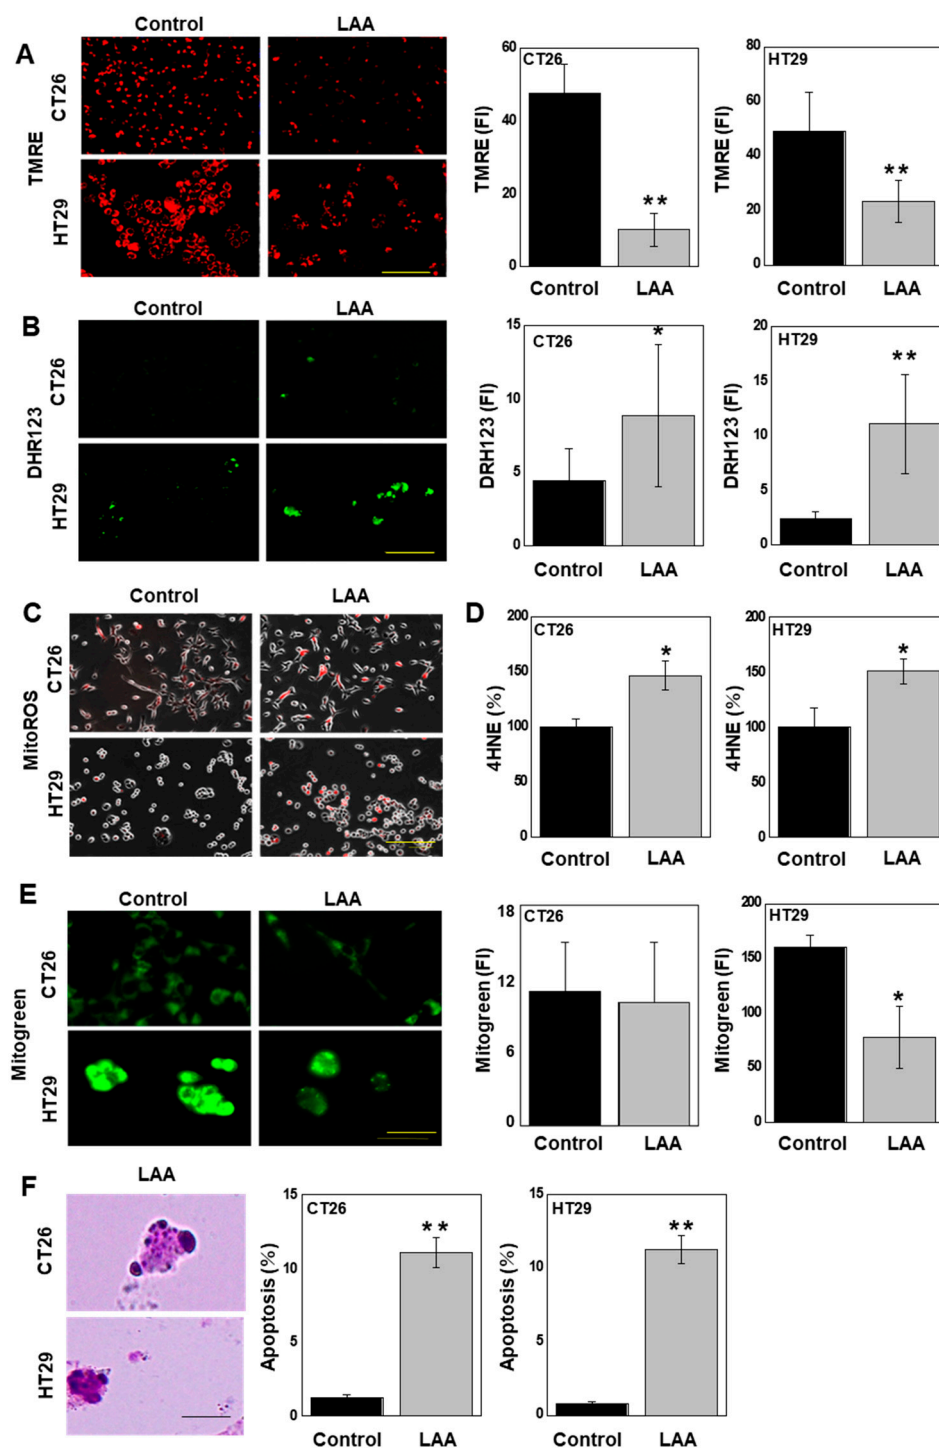 Control LAA
A
TMRE
CT26
HT29
CT26
TMRE (FI)
60
40
20
0
**
Control LAA
HT29
TMRE (FI)
80
60
40
20
0
**
Control LAA
Control LAA
B
DHR123
CT26
HT29
CT26
DRH123 (FI)
15
10
5
0
*
Control LAA
HT29
DRH123 (FI)
20
15
10
5
0
**
Control LAA
Control LAA
C
MitoROS
CT26
HT29
D
CT26
4HNE (%)
200
150
100
50
0
*
Control LAA
HT29
4HNE (%)
200
150
100
50
0
*
Control LAA
E
Control LAA
Mitogreen
CT26
HT29
CT26
Mitogreen (FI)
18
12
6
0
Control LAA
HT29
Mitogreen (FI)
200
150
100
50
0
*
Control LAA
F
LAA
CT26
HT29
CT26
Apoptosis (%)
15
10
5
0
**
Control LAA
HT29
Apoptosis (%)
15
10
5
0
**
Control LAA